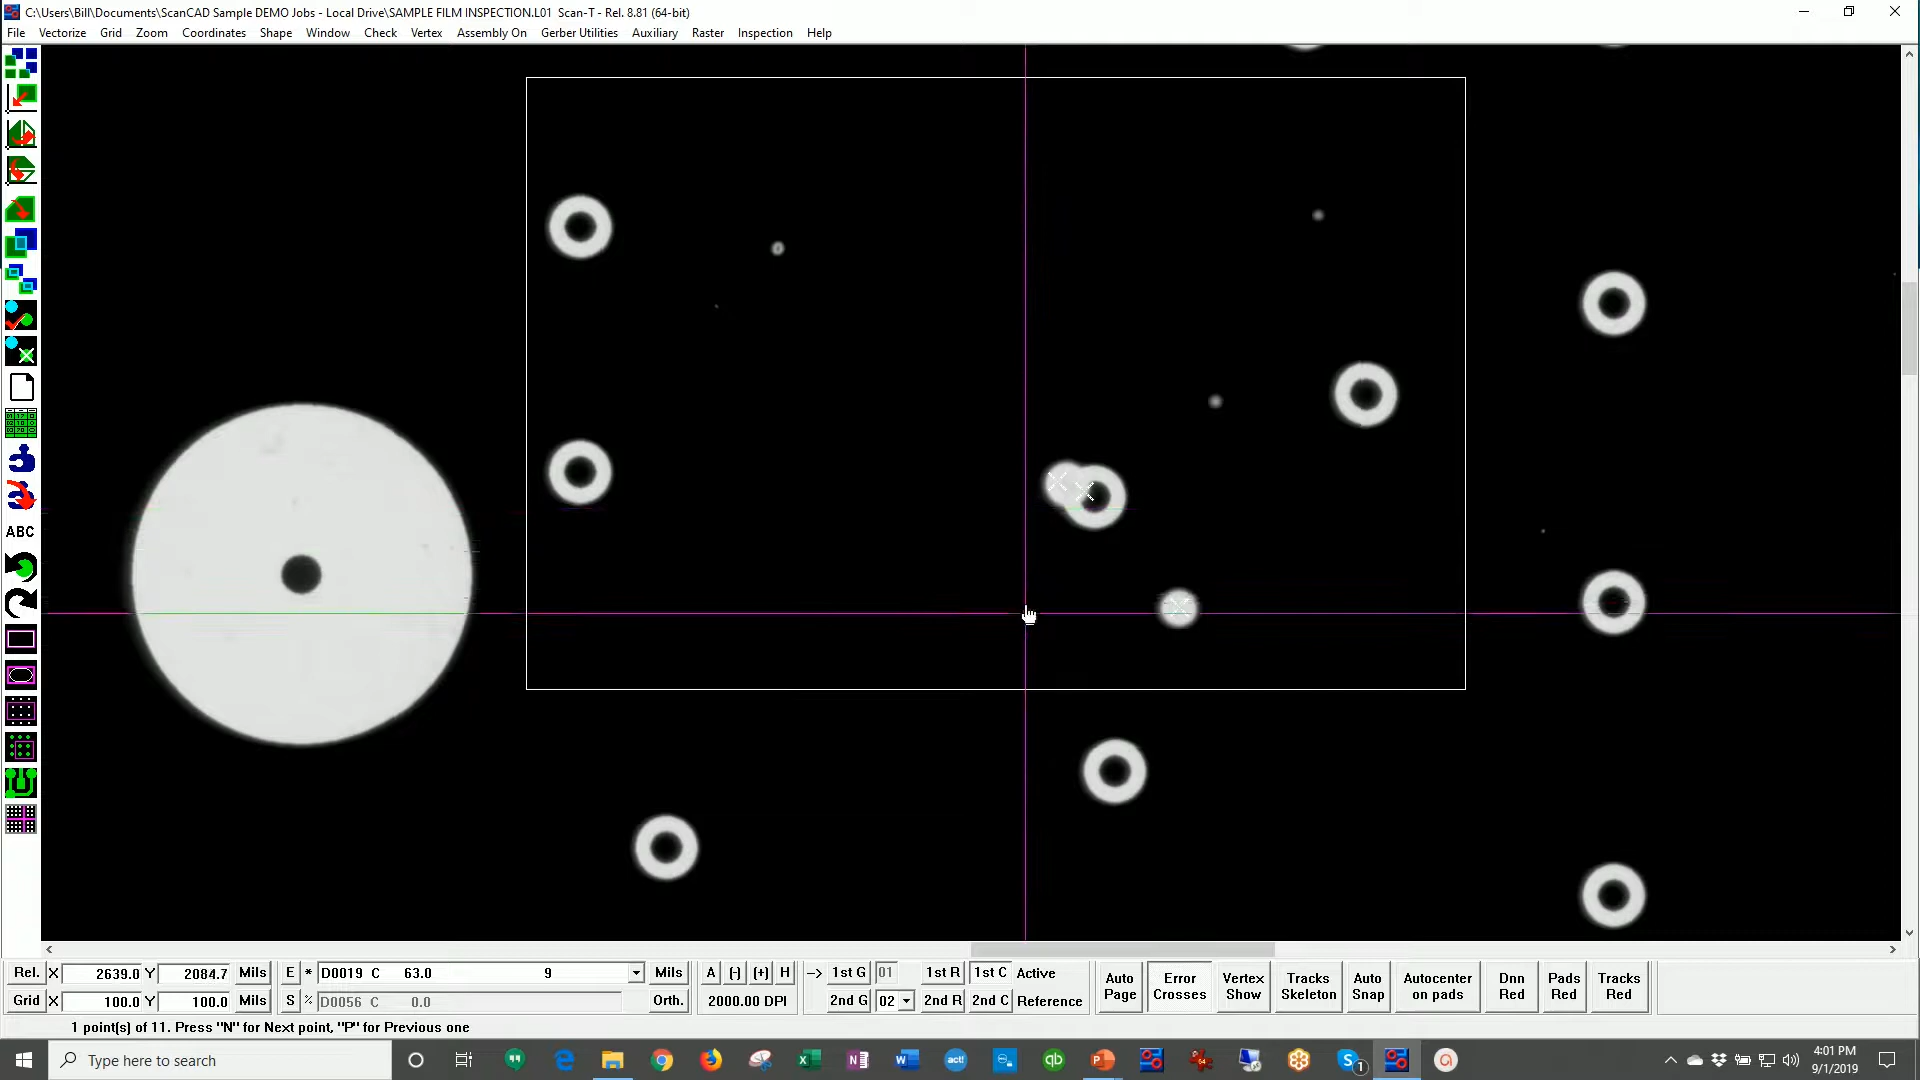 C:\Users\Bill\Documents\ScanCAD Sample DEMO Jobs - Local Drive\SAMPLE FILM INSPECTION.L01  Scan-T - Rel. 8.81 (64-bit)
File Vectorize Grid Zoom Coordinates Shape Window Check Vertex Assembly On Gerber Utilities Auxiliary Raster Inspection Help
ABC
Rel. X 2639.0 Y 2084.7 Mils E * D0019 C 63.0 9 Mils A (-) (+) H -> 1st G 01 1st R 1st C Active
Grid X 100.0 Y 100.0 Mils S % D0056 C 0.0 Orth. 2000.00 DPI 2nd G 02 2nd R 2nd C Reference
Auto Page
Error Crosses
Vertex Show
Tracks Skeleton
Auto Snap
Autocenter on pads
Dnn Red
Pads Red
Tracks Red
1 point(s) of 11. Press "N" for Next point, "P" for Previous one
Type here to search
act!
qb
4:01 PM
9/1/2019